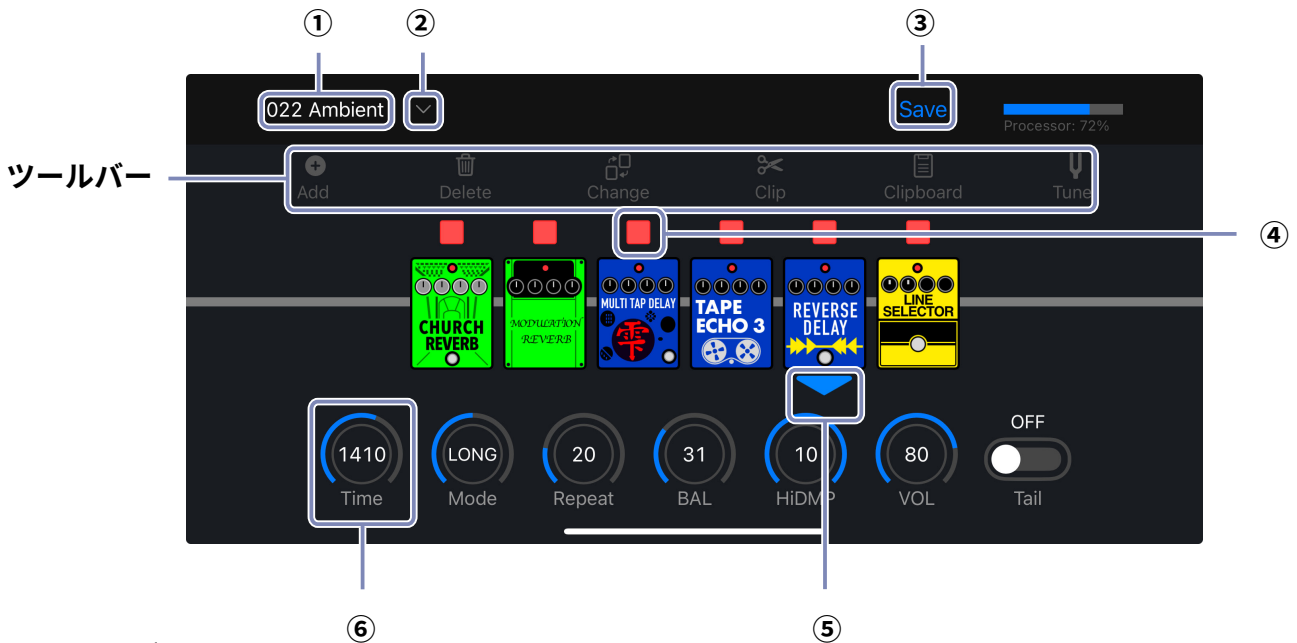 ① ② ③
022 Ambient
Save
Processor: 72%
ツールバー
Add Delete Change Clip Clipboard Tune
④
CHURCH
REVERB
MODULATION
REVERB
MULTI TAP DELAY
雫
TAPE
ECHO 3
REVERSE
DELAY
LINE
SELECTOR
OFF
1410 LONG 20 31 10 80
Time Mode Repeat BAL HiDMP VOL Tail
⑥ ⑤